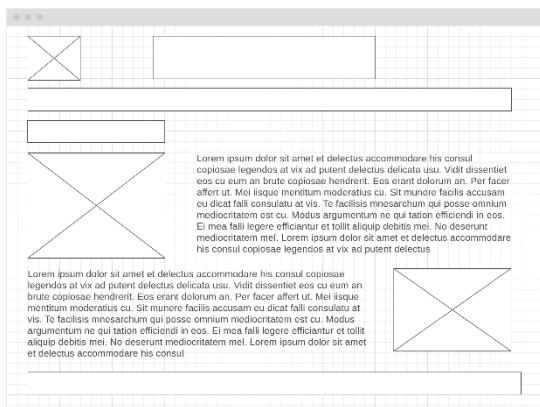 Lorem ipsum dolor sit amet et delectus accommodare his consul
copiosae legendos at vix ad putent delectus delicata usu. Vidit dissentiet
eos cu eum an brute copiosae hendrerit. Eos erant dolorum an. Per facer
affert ut. Mei iisque mentitum moderatius cu. Sit munere facilis accusam
eu dicat falli consulatu at vis. Te facilisis mnesarchum qui posse omnium
mediocritatem est cu. Modus argumentum ne qui tation efficiendi in eos.
Ei mea falli legere efficiantur et tollit aliquip debitis mei. No deserunt
mediocritatem mel. Lorem ipsum dolor sit amet et delectus accommodare
his consul copiosae legendos at vix ad putent delectus
Lorem ipsum dolor sit amet et delectus accommodare his consul copiosae
legendos at vix ad putent delectus delicata usu. Vidit dissentiet eos cu eum an
brute copiosae hendrerit. Eos erant dolorum an. Per facer affert ut. Mei iisque
mentitum moderatius cu. Sit munere facilis accusam eu dicat falli consulatu at
vis. Te facilisis mnesarchum qui posse omnium mediocritatem est cu. Modus
argumentum ne qui tation efficiendi in eos. Ei mea falli legere efficiantur et tollit
aliquip debitis mei. No deserunt mediocritatem mel. Lorem ipsum dolor sit amet
et delectus accommodare his consul